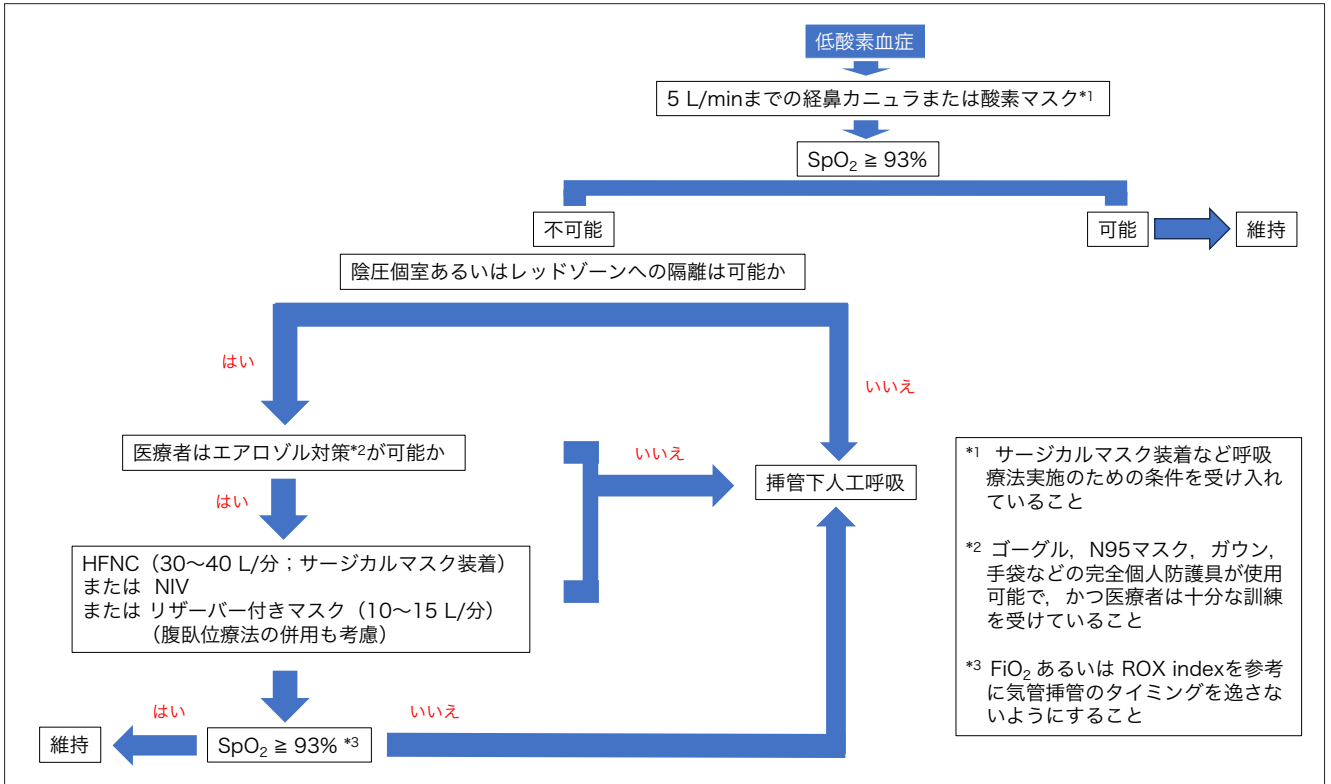 低酸素血症
5 L/minまでの経鼻カニュラまたは酸素マスク*1
SpO2 ≧ 93%
不可能
可能
維持
陰圧個室あるいはレッドゾーンへの隔離は可能か
はい
いいえ
医療者はエアロゾル対策*2が可能か
いいえ
挿管下人工呼吸
はい
HFNC（30〜40 L/分；サージカルマスク装着）
または NIV
または リザーバー付きマスク（10〜15 L/分）
（腹臥位療法の併用も考慮）
はい
いいえ
維持
SpO2 ≧ 93% *3
*1 サージカルマスク装着など呼吸
療法実施のための条件を受け入れ
ていること
*2 ゴーグル，N95マスク，ガウン，
手袋などの完全個人防護具が使用
可能で，かつ医療者は十分な訓練
を受けていること
*3 FiO2 あるいは ROX indexを参考
に気管挿管のタイミングを逸さな
いようにすること